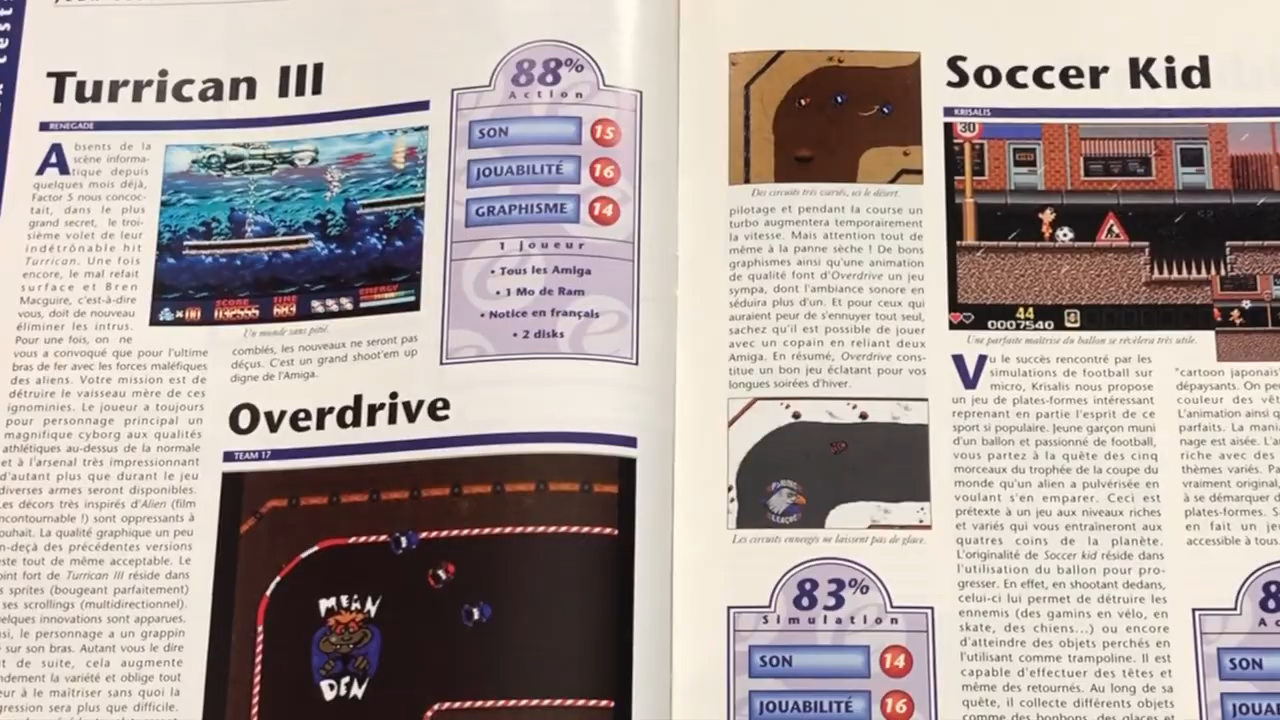 Turrican III
RENEGADE
Absents de la
scène informa-
tique depuis
quelques mois déjà,
Factor 5 nous concoc-
tait, dans le plus
grand secret, le troi-
sième volet de leur
indétrônable hit
Turrican. Une fois
encore, le mal refait
surface et Bren
Macguire, c'est-à-dire
vous, doit de nouveau
éliminer les intrus.
Pour une fois, on ne
vous a convoqué que pour l'ultime
bras de fer avec les forces maléfiques
des aliens. Votre mission est de
détruire le vaisseau mère de ces
ignominies. Le joueur a toujours
pour personnage principal un
magnifique cyborg aux qualités
athlétiques au-dessus de la normale
et à l'arsenal très impressionnant
d'autant plus que durant le jeu
diverses armes seront disponibles.
Les décors très inspirés d'Alien (film
ncontournable !) sont oppressants à
ouhait. La qualité graphique un peu
n-deçà des précédentes versions
ste tout de même acceptable. Le
oint fort de Turrican III réside dans
s sprites (bougeant parfaitement)
ses scrollings (multidirectionnel).
elques innovations sont apparues.
si, le personnage a un grappin
sur son bras. Autant vous le dire
t de suite, cela augmente
ndement la variété et oblige tout
eur à le maîtriser sans quoi la
gression sera plus que difficile.
SCORE
TIME
ENERGY
00
032555
683
Un monde sans pitié.
comblés, les nouveaux ne seront pas
déçus. C'est un grand shoot'em up
digne de l'Amiga.
88%
Action
SON 15
JOUABILITÉ 16
GRAPHISME 14
1 Joueur
• Tous les Amiga
• 1 Mo de Ram
• Notice en français
• 2 disks
Overdrive
TEAM 17
MEAN
DEN
Des circuits très variés, ici le désert.
pilotage et pendant la course un
turbo augmentera temporairement
la vitesse. Mais attention tout de
même à la panne sèche ! De bons
graphismes ainsi qu'une animation
de qualité font d'Overdrive un jeu
sympa, dont l'ambiance sonore en
séduira plus d'un. Et pour ceux qui
auraient peur de s'ennuyer tout seul,
sachez qu'il est possible de jouer
avec un copain en reliant deux
Amiga. En résumé, Overdrive cons-
titue un bon jeu éclatant pour vos
longues soirées d'hiver.
Les circuits enneigés ne laissent pas de glace.
83%
Simulation
SON 14
JOUABILITÉ 16
Soccer Kid
KRISALIS
30
44
0007540
Une parfaite maîtrise du ballon se révèlera très utile.
Vu le succès rencontré par les
simulations de football sur
micro, Krisalis nous propose
un jeu de plates-formes intéressant
reprenant en partie l'esprit de ce
sport si populaire. Jeune garçon muni
d'un ballon et passionné de football,
vous partez à la quête des cinq
morceaux du trophée de la coupe du
monde qu'un alien a pulvérisée en
voulant s'en emparer. Ceci est
prétexte à un jeu aux niveaux riches
et variés qui vous entraîneront aux
quatres coins de la planète.
L'originalité de Soccer kid réside dans
l'utilisation du ballon pour pro-
gresser. En effet, en shootant dedans,
celui-ci lui permet de détruire les
ennemis (des gamins en vélo, en
skate, des chiens...) ou encore
d'atteindre des objets perchés en
l'utilisant comme trampoline. Il est
capable d'effectuer des têtes et
même des retournés. Au long de sa
quête, il collecte différents objets
comme des bonbons, des glaces et
"cartoon japonais"
dépaysants. On pe
couleur des vêt
L'animation ainsi q
parfaits. La mani
nage est aisée. L'a
riche avec des
thèmes variés. Pa
vraiment original,
à se démarquer d
plates-formes. S
en fait un je
accessible à tous.
8
A
SON
JOUA